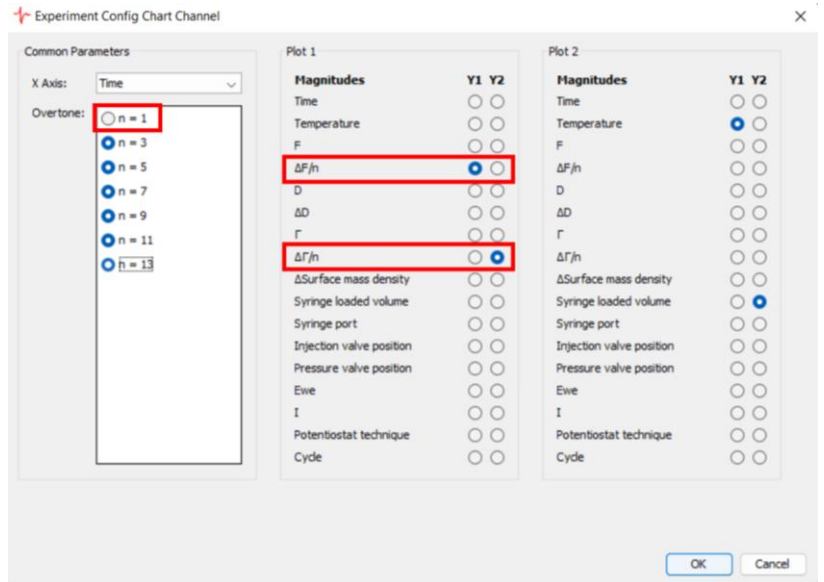 Experiment Config Chart Channel
Common Parameters
X Axis: Time
Overtone:
n = 1
n = 3
n = 5
n = 7
n = 9
n = 11
n = 13
Plot 1
Magnitudes Y1 Y2
Time
Temperature
F
ΔF/n
D
ΔD
Γ
ΔΓ/n
ΔSurface mass density
Syringe loaded volume
Syringe port
Injection valve position
Pressure valve position
Ewe
I
Potentiostat technique
Cycle
Plot 2
Magnitudes Y1 Y2
Time
Temperature
F
ΔF/n
D
ΔD
Γ
ΔΓ/n
ΔSurface mass density
Syringe loaded volume
Syringe port
Injection valve position
Pressure valve position
Ewe
I
Potentiostat technique
Cycle
OK Cancel